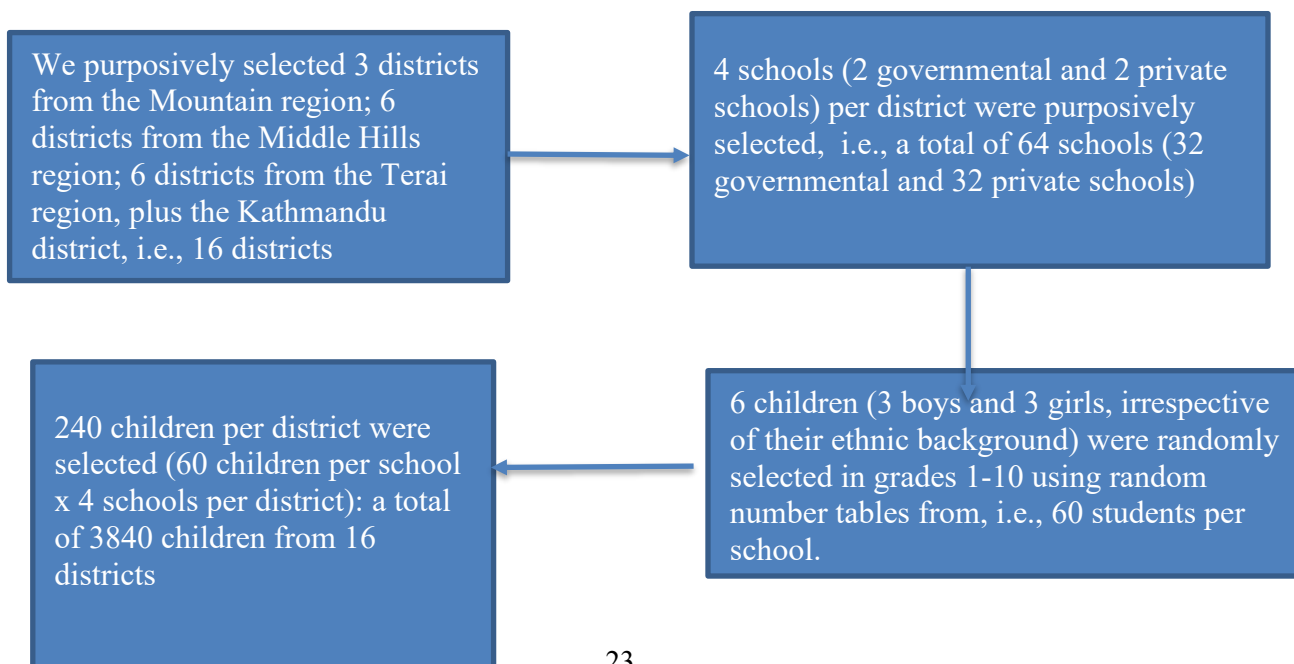 We purposively selected 3 districts
from the Mountain region; 6
districts from the Middle Hills
region; 6 districts from the Terai
region, plus the Kathmandu
district, i.e., 16 districts
4 schools (2 governmental and 2 private
schools) per district were purposively
selected,  i.e., a total of 64 schools (32
governmental and 32 private schools)
6 children (3 boys and 3 girls, irrespective
of their ethnic background) were randomly
selected in grades 1-10 using random
number tables from, i.e., 60 students per
school.
240 children per district were
selected (60 children per school
x 4 schools per district): a total
of 3840 children from 16
districts
23